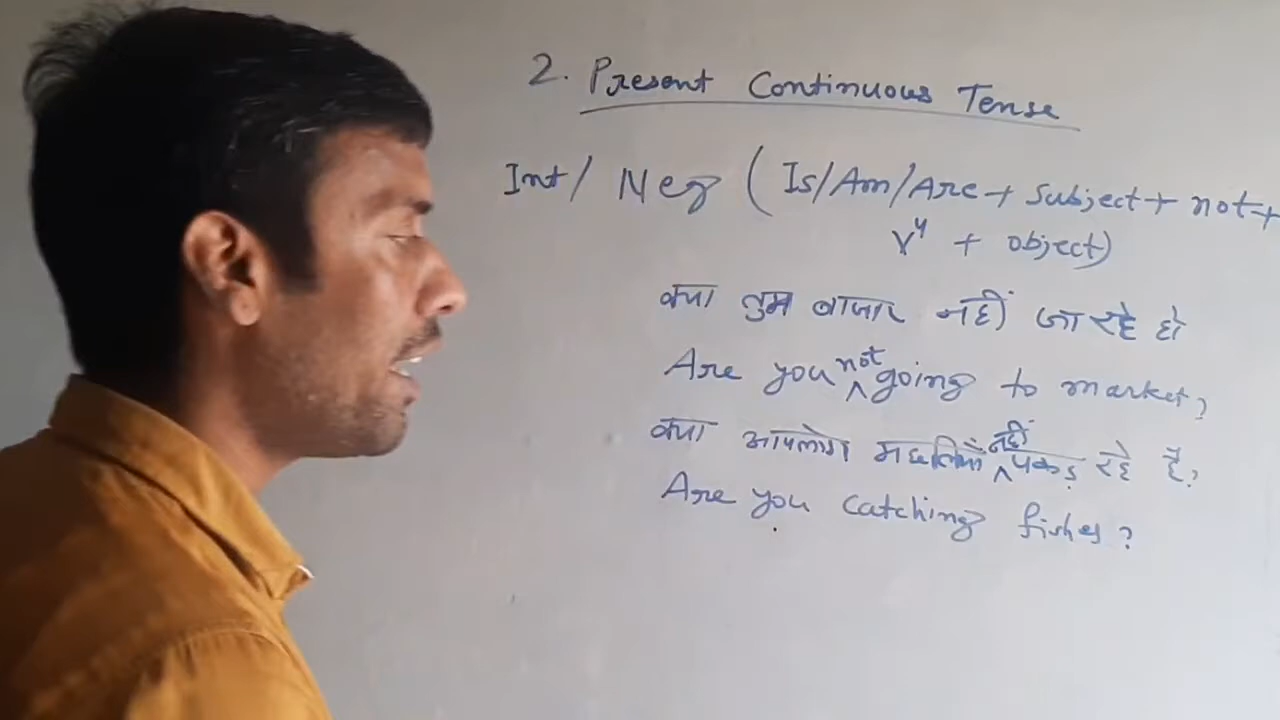 2. Present Continuous Tense
Int/ Neg (Is/Am/Are + Subject + not +
V⁴ + object)
क्या तुम बाजार नहीं जा रहे हो
Are you not going to market?
क्या आपलोग मछलियाँ नहीं पकड़ रहे हैं?
Are you catching fishes?